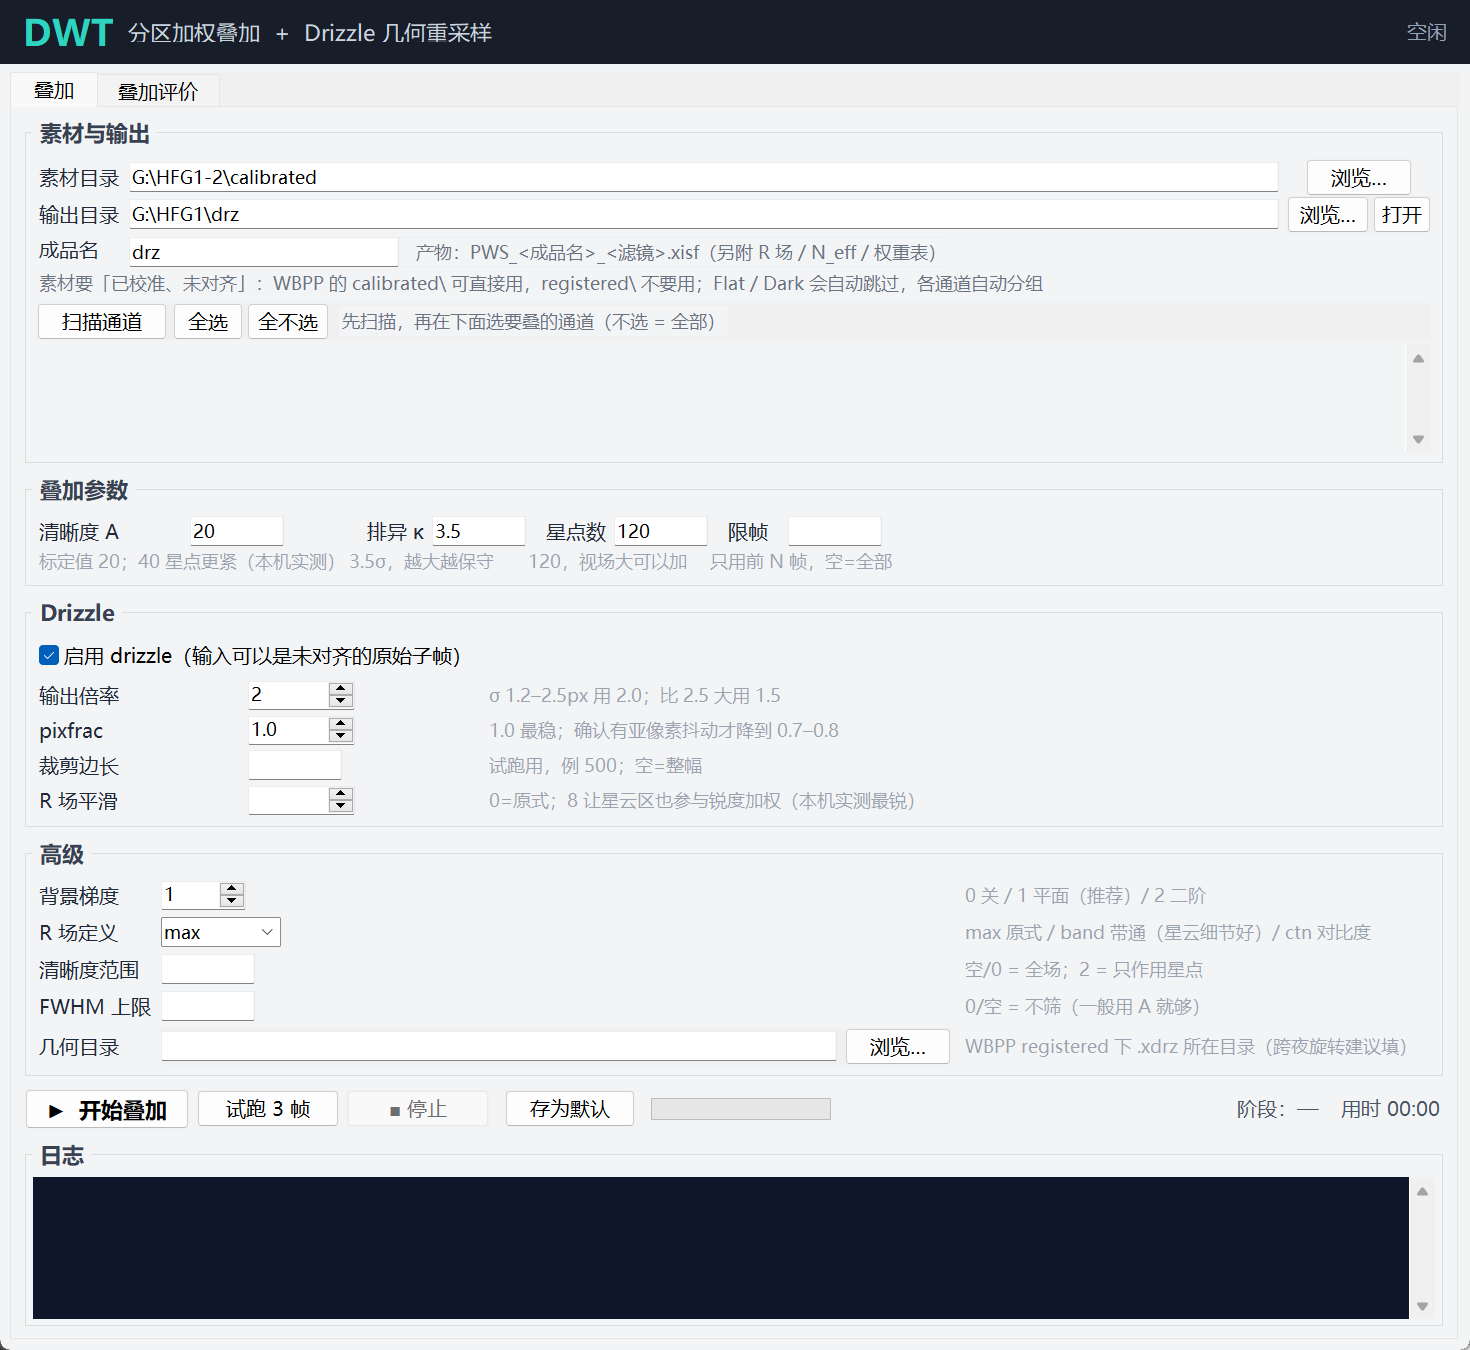 DWT 分区加权叠加 + Drizzle 几何重采样 空闲
叠加 叠加评价
素材与输出
素材目录 G:\HFG1-2\calibrated 浏览...
输出目录 G:\HFG1\drz 浏览... 打开
成品名 drz 产物：PWS_<成品名>_<滤镜>.xisf（另附 R 场 / N_eff / 权重表）
素材要「已校准、未对齐」：WBPP 的 calibrated\ 可直接用，registered\ 不要用；Flat / Dark 会自动跳过，各通道自动分组
扫描通道 全选 全不选 先扫描，再在下面选要叠的通道（不选 = 全部）
叠加参数
清晰度 A 20 排异 κ 3.5 星点数 120 限帧
标定值 20；40 星点更紧（本机实测） 3.5σ，越大越保守 120，视场大可以加 只用前 N 帧，空=全部
Drizzle
启用 drizzle（输入可以是未对齐的原始子帧）
输出倍率 2 σ 1.2–2.5px 用 2.0；比 2.5 大用 1.5
pixfrac 1.0 1.0 最稳；确认有亚像素抖动才降到 0.7–0.8
裁剪边长 试跑用，例 500；空=整幅
R 场平滑 0=原式；8 让星云区也参与锐度加权（本机实测最锐）
高级
背景梯度 1 0 关 / 1 平面（推荐）/ 2 二阶
R 场定义 max max 原式 / band 带通（星云细节好）/ ctn 对比度
清晰度范围 空/0 = 全场；2 = 只作用星点
FWHM 上限 0/空 = 不筛（一般用 A 就够）
几何目录 浏览... WBPP registered 下 .xdrz 所在目录（跨夜旋转建议填）
▶ 开始叠加 试跑 3 帧 ■ 停止 存为默认 阶段：— 用时 00:00
日志